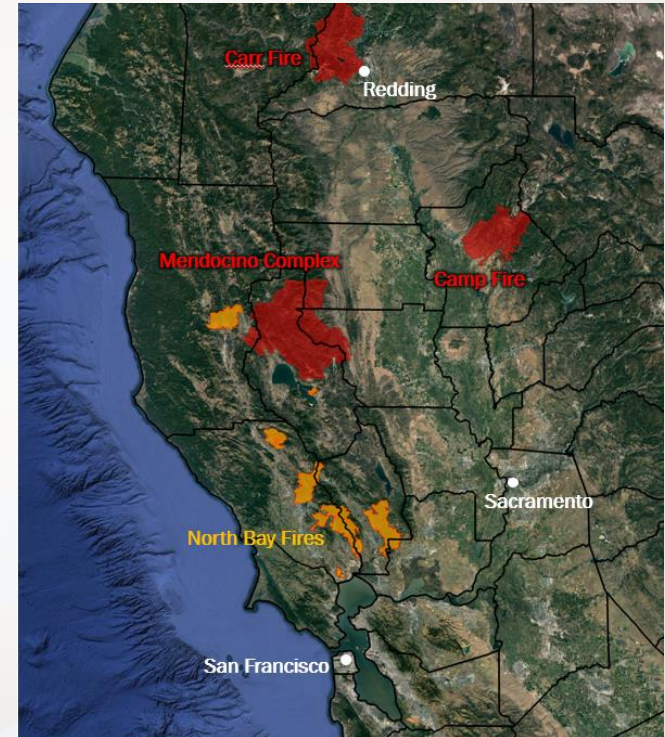 Carr Fire
Redding
Mendocino Complex
Camp Fire
Sacramento
North Bay Fires
San Francisco